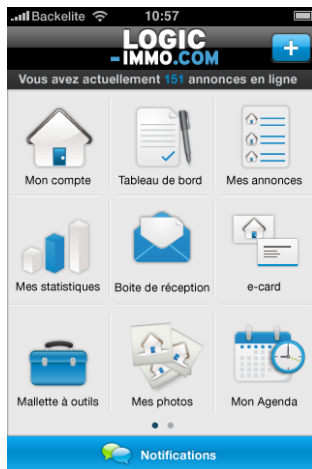 Backelite 10:57
LOGIC
-IMMO.COM
Vous avez actuellement 151 annonces en ligne
Mon compte Tableau de bord Mes annonces
Mes statistiques Boite de réception e-card
Mallette à outils Mes photos Mon Agenda
Notifications